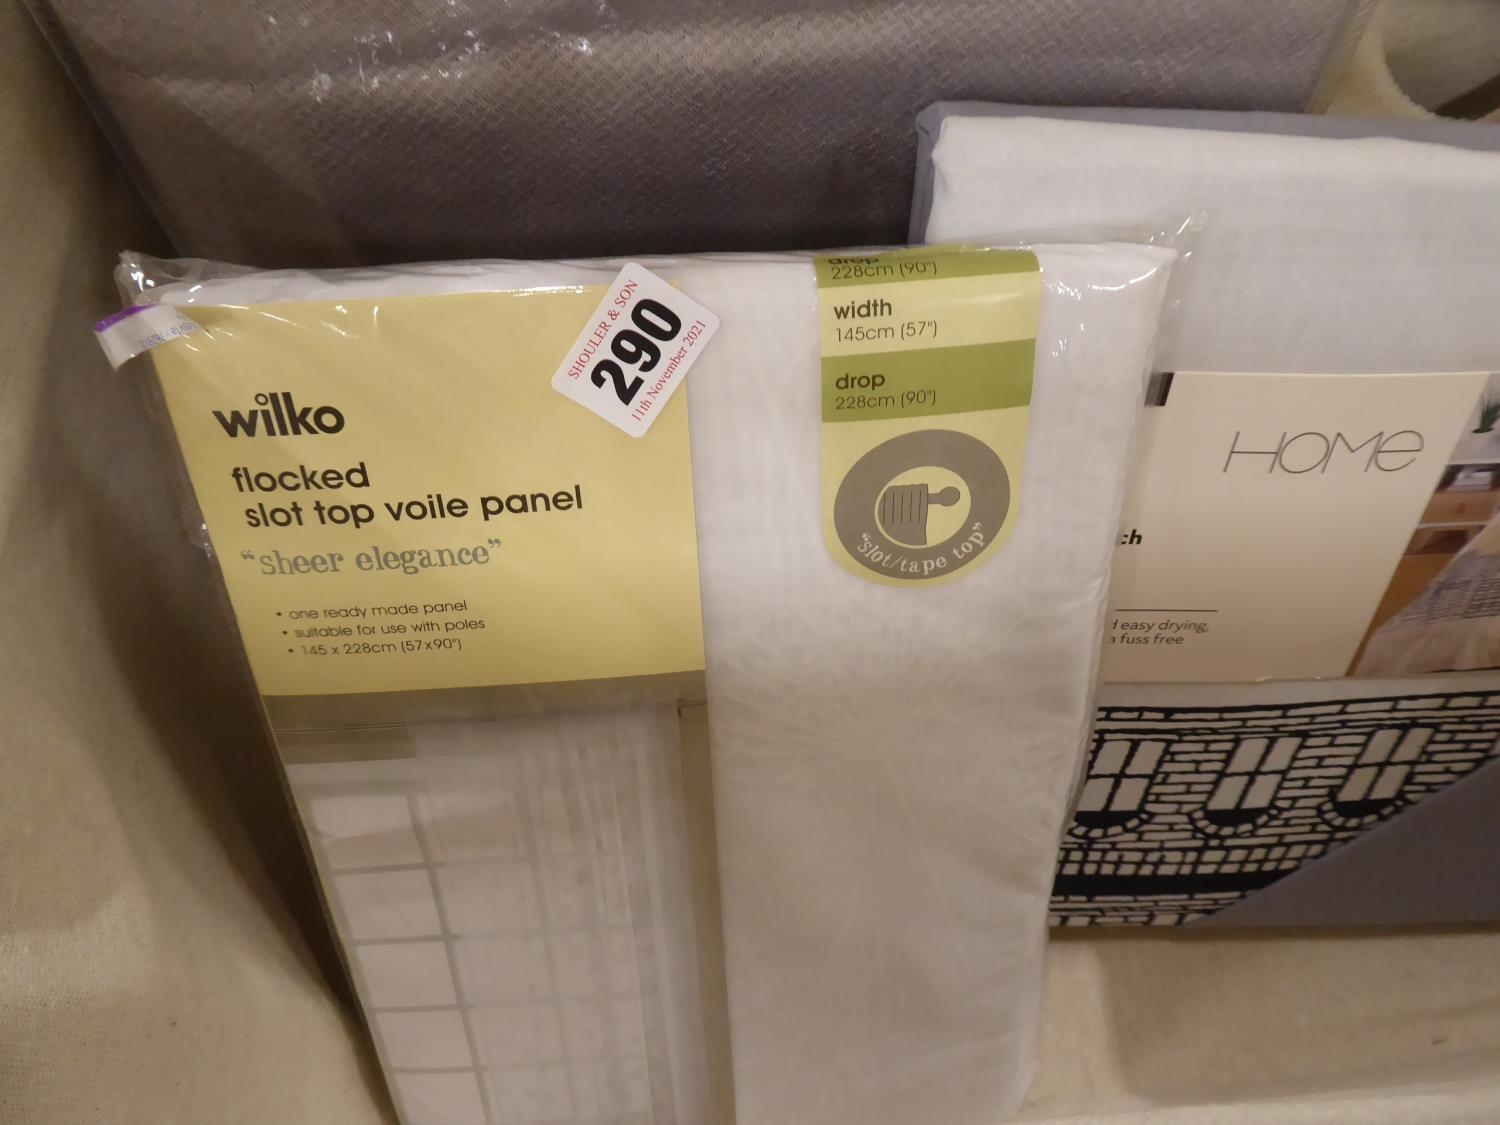 wilko
flocked
slot top voile panel
"sheer elegance"
• one ready made panel
• suitable for use with poles
• 145 x 228cm (57x90")
SHOULER & SON
290
11th November 2021
drop
228cm (90")
width
145cm (57")
drop
228cm (90")
"slot/tape top"
HOME
easy drying,
fuss free